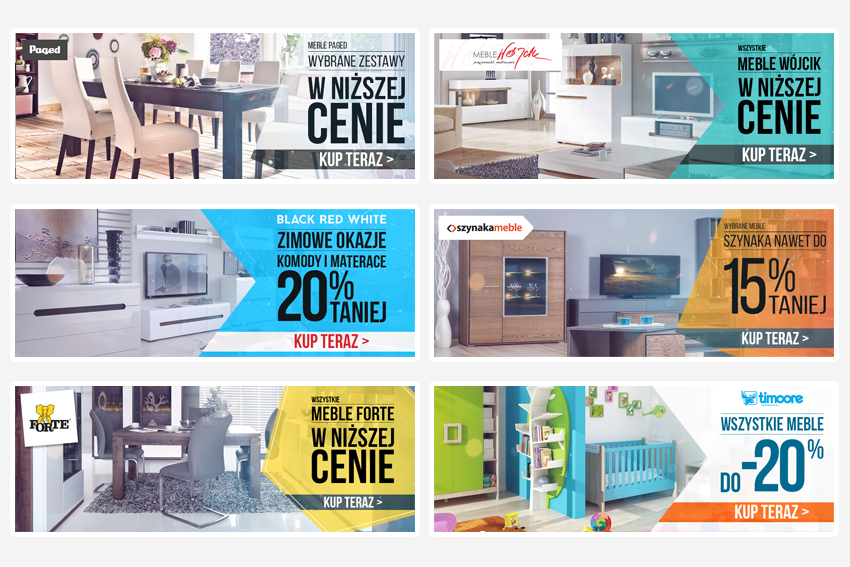 Paged
MEBLE PAGED
WYBRANE ZESTAWY
W NIŻSZEJ
CENIE
KUP TERAZ >
MEBLE Wójcik
WSZYSTKIE
MEBLE WÓJCIK
W NIŻSZEJ
CENIE
KUP TERAZ >
BLACK RED WHITE
ZIMOWE OKAZJE
KOMODY I MATERACE
20%
TANIEJ
KUP TERAZ >
szynakameble
WYBRANE MEBLE
SZYNAKA NAWET DO
15%
TANIEJ
KUP TERAZ >
FORTE
WSZYSTKIE
MEBLE FORTE
W NIŻSZEJ
CENIE
KUP TERAZ >
timoore
WSZYSTKIE MEBLE
DO -20%
KUP TERAZ >